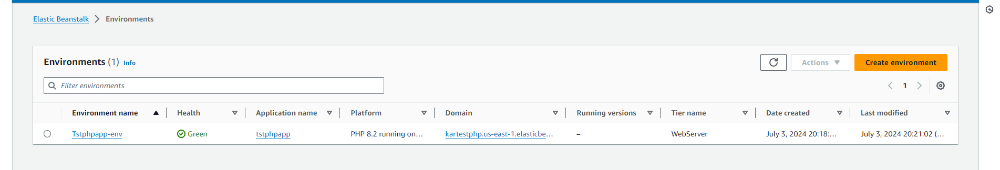 Elastic Beanstalk > Environments
Environments (1) Info
Actions
Create environment
Filter environments
1
Environment name Health Application name Platform Domain Running versions Tier name Date created Last modified
Tstphpapp-env Green tstphpapp PHP 8.2 running on... kartestphp.us-east-1.elasticbe... – WebServer July 3, 2024 20:18:... July 3, 2024 20:21:02 (...